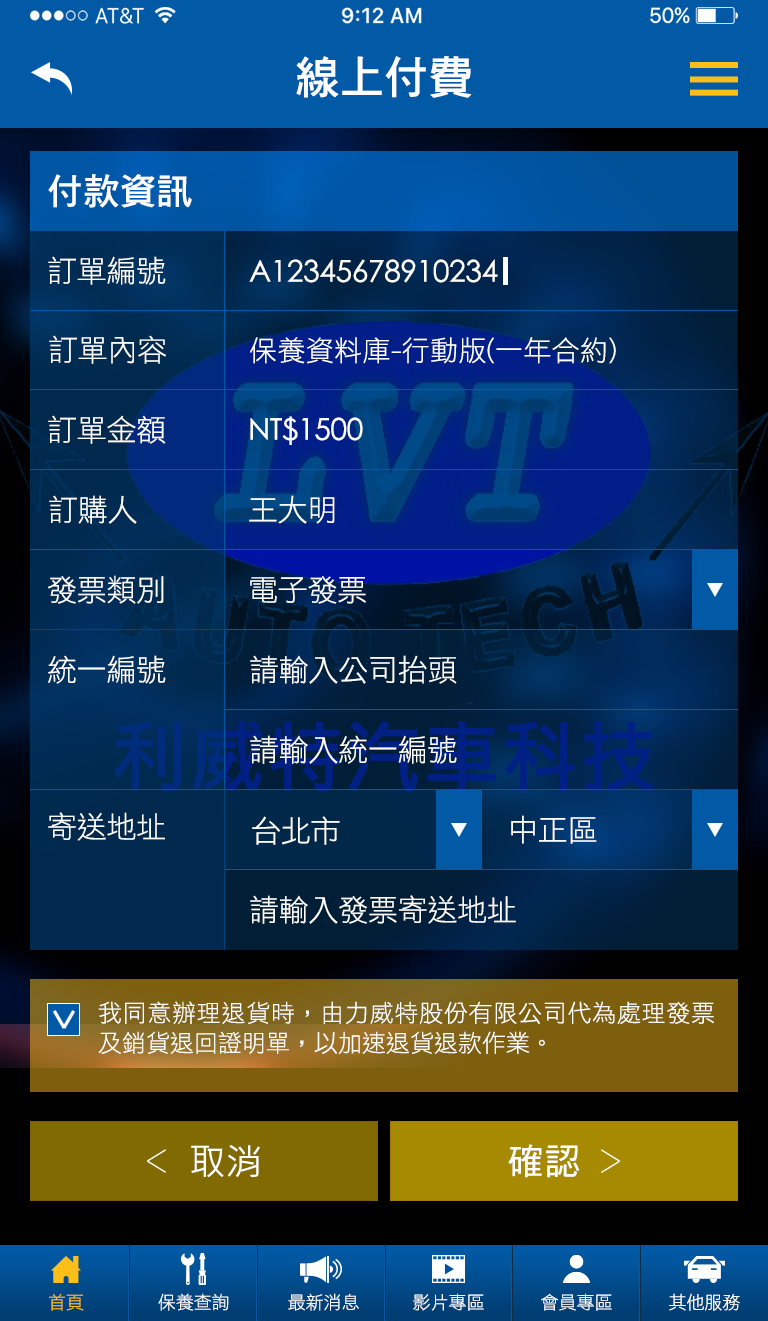 AT&T 9:12 AM 50%
線上付費
付款資訊
訂單編號 A12345678910234
訂單內容 保養資料庫-行動版(一年合約)
訂單金額 NT$1500
訂購人 王大明
發票類別 電子發票
統一編號 請輸入公司抬頭
請輸入統一編號
寄送地址 台北市 中正區
請輸入發票寄送地址
LVT
AUTO TECH
利威特汽車科技
我同意辦理退貨時，由力威特股份有限公司代為處理發票
及銷貨退回證明單，以加速退貨退款作業。
< 取消 確認 >
首頁 保養查詢 最新消息 影片專區 會員專區 其他服務